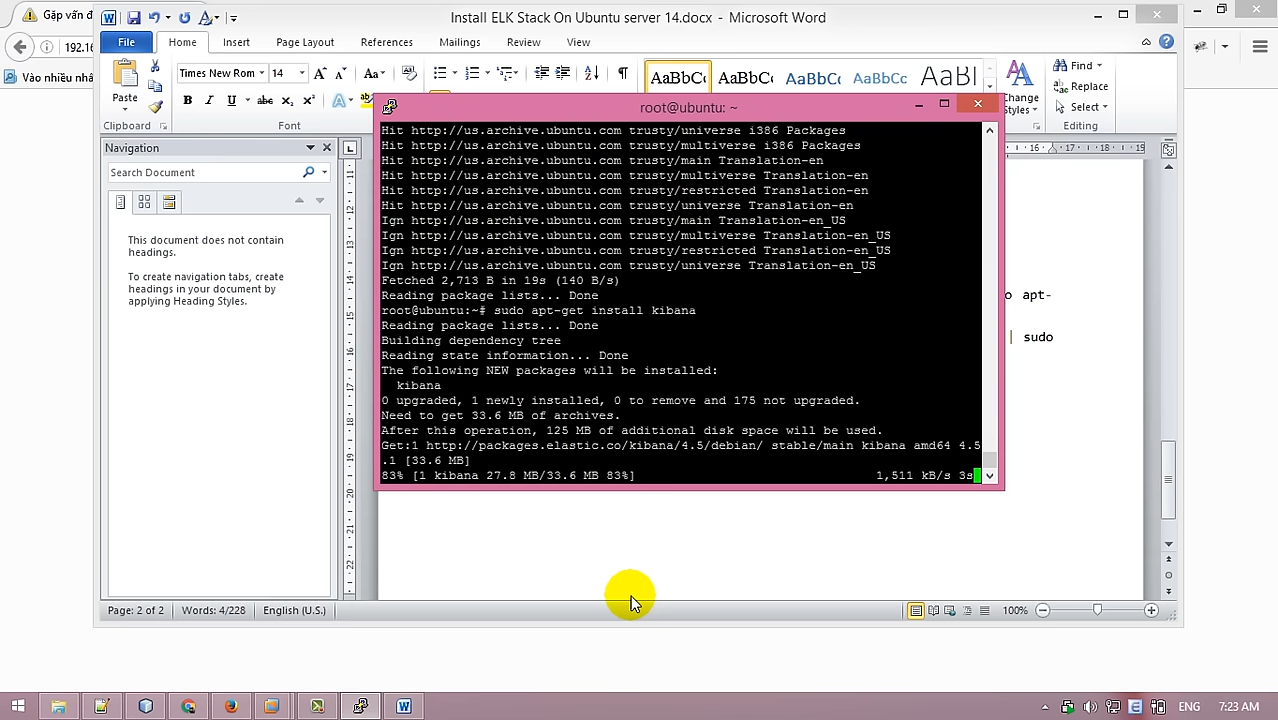 Gặp vấn đ
Install ELK Stack On Ubuntu server 14.docx - Microsoft Word
192.16
Vào nhiều nhấ
File Home Insert Page Layout References Mailings Review View
Times New Rom 14
Paste
AaBbCc AaBbCc AaBbCc AaBbCc AaBl
Change
Styles
Find
Replace
Select
Clipboard Font Editing
root@ubuntu: ~
16 17 18 19
Navigation
Search Document
This document does not contain
headings.
To create navigation tabs, create
headings in your document by
applying Heading Styles.
Hit http://us.archive.ubuntu.com trusty/universe i386 Packages
Hit http://us.archive.ubuntu.com trusty/multiverse i386 Packages
Hit http://us.archive.ubuntu.com trusty/main Translation-en
Hit http://us.archive.ubuntu.com trusty/multiverse Translation-en
Hit http://us.archive.ubuntu.com trusty/restricted Translation-en
Hit http://us.archive.ubuntu.com trusty/universe Translation-en
Ign http://us.archive.ubuntu.com trusty/main Translation-en_US
Ign http://us.archive.ubuntu.com trusty/multiverse Translation-en_US
Ign http://us.archive.ubuntu.com trusty/restricted Translation-en_US
Ign http://us.archive.ubuntu.com trusty/universe Translation-en_US
Fetched 2,713 B in 19s (140 B/s)
Reading package lists... Done
root@ubuntu:~# sudo apt-get install kibana
Reading package lists... Done
Building dependency tree
Reading state information... Done
The following NEW packages will be installed:
kibana
0 upgraded, 1 newly installed, 0 to remove and 175 not upgraded.
Need to get 33.6 MB of archives.
After this operation, 125 MB of additional disk space will be used.
Get:1 http://packages.elastic.co/kibana/4.5/debian/ stable/main kibana amd64 4.5
.1 [33.6 MB]
83% [1 kibana 27.8 MB/33.6 MB 83%] 1,511 kB/s 3s
o apt-
| sudo
Page: 2 of 2 Words: 4/228 English (U.S.) 100%
ENG 7:23 AM